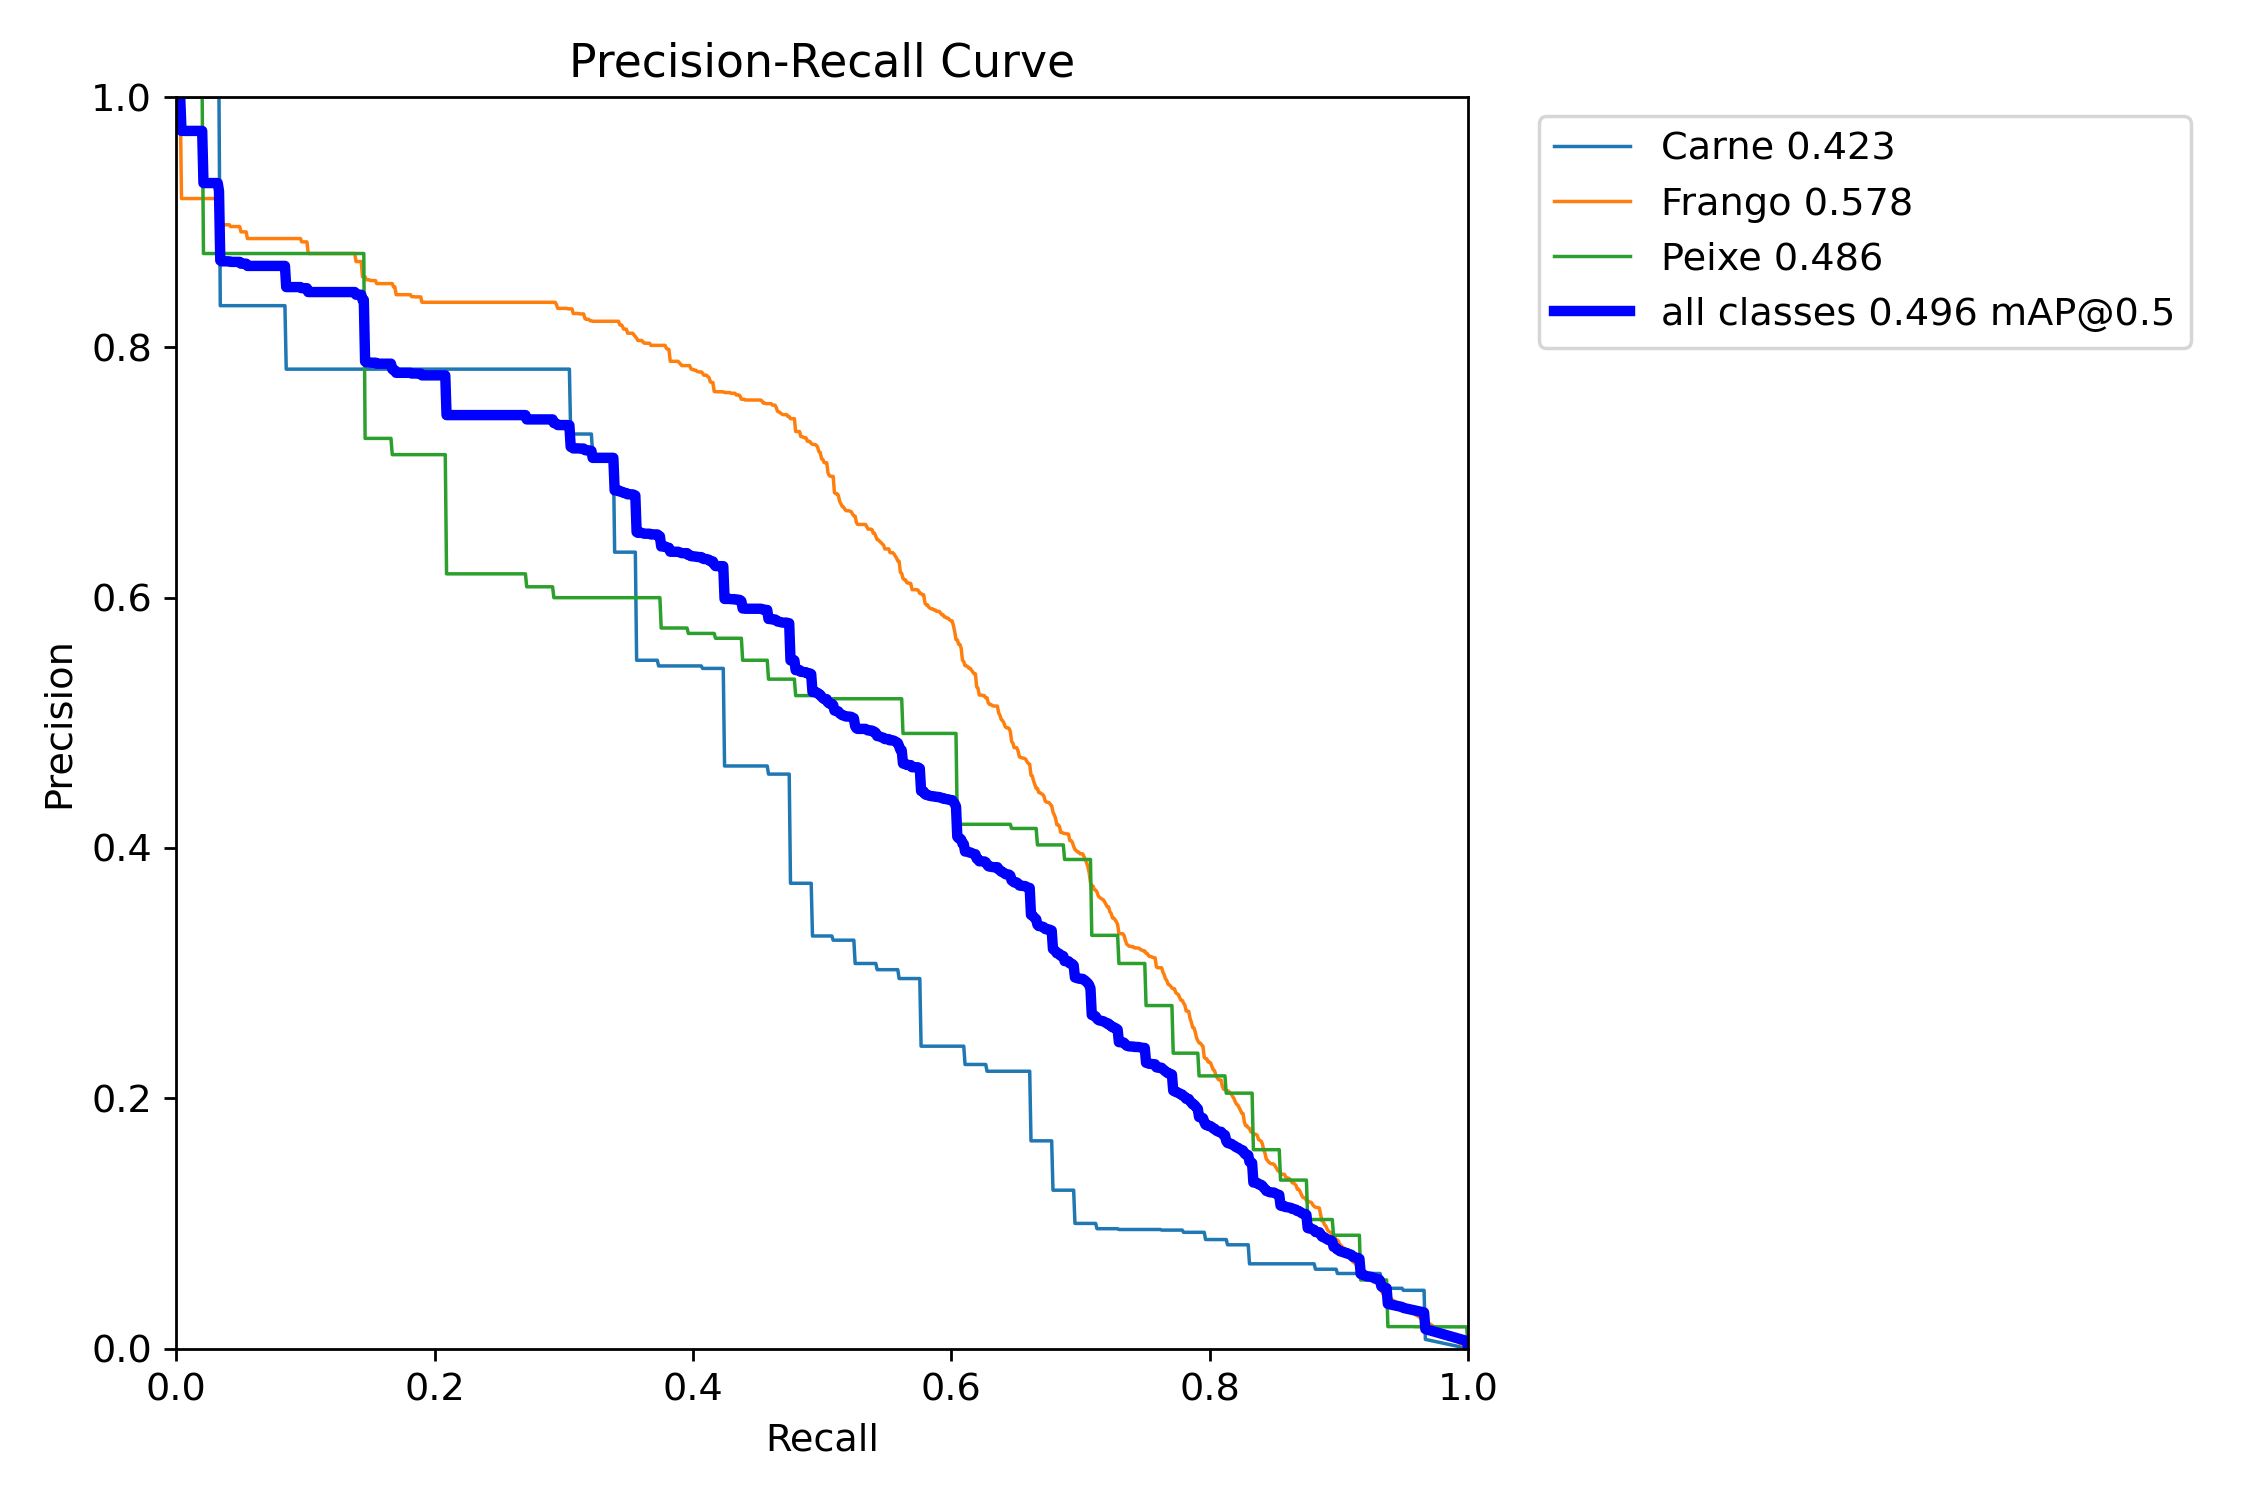 Precision-Recall Curve
1.0
0.8
0.6
0.4
0.2
0.0
Precision
0.0 0.2 0.4 0.6 0.8 1.0
Recall
Carne 0.423
Frango 0.578
Peixe 0.486
all classes 0.496 mAP@0.5